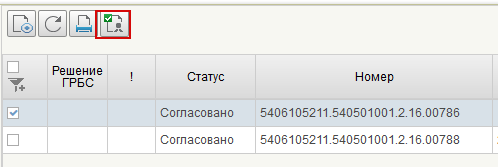 Решение ГРБС ! Статус Номер
Согласовано 5406105211.540501001.2.16.00786
Согласовано 5406105211.540501001.2.16.00788